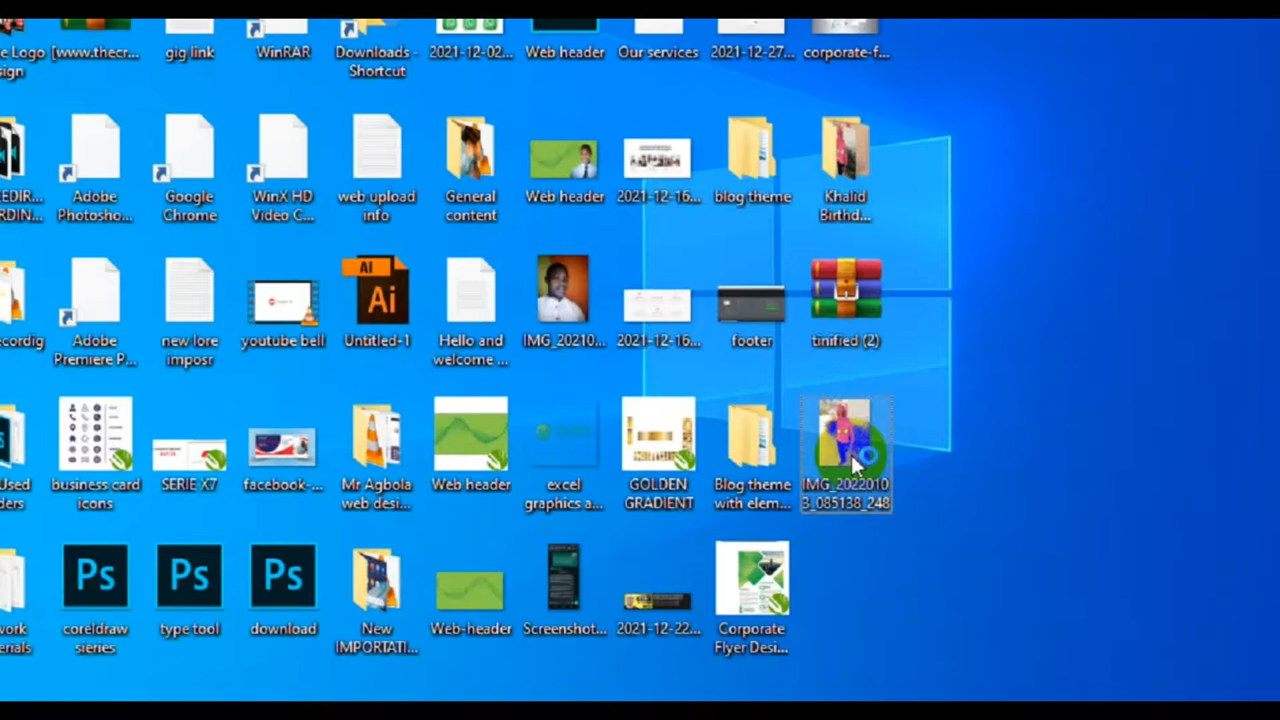 e Logo
sign
[www.thecr...
gig link
WinRAR
Downloads -
Shortcut
2021-12-02...
Web header
Our services
2021-12-27...
corporate-f...
EDIR...
RDIN...
Adobe
Photosho...
Google
Chrome
WinX HD
Video C...
web upload
info
General
content
Web header
2021-12-16...
blog theme
Khalid
Birthd...
ecordig
Adobe
Premiere P...
new lore
imposr
youtube bell
Ai
Ai
Untitled-1
Hello and
welcome ...
IMG_20210...
2021-12-16...
footer
tinified (2)
Used
ders
business card
icons
SERIE X7
facebook-...
Mr Agbola
web desi...
Web header
excel
graphics a...
GOLDEN
GRADIENT
Blog theme
with elem...
IMG_2022010
3_085138_248
work
erials
Ps
coreldraw
sieries
Ps
type tool
Ps
download
New
IMPORTATI...
Web-header
Screenshot...
2021-12-22...
Corporate
Flyer Desi...